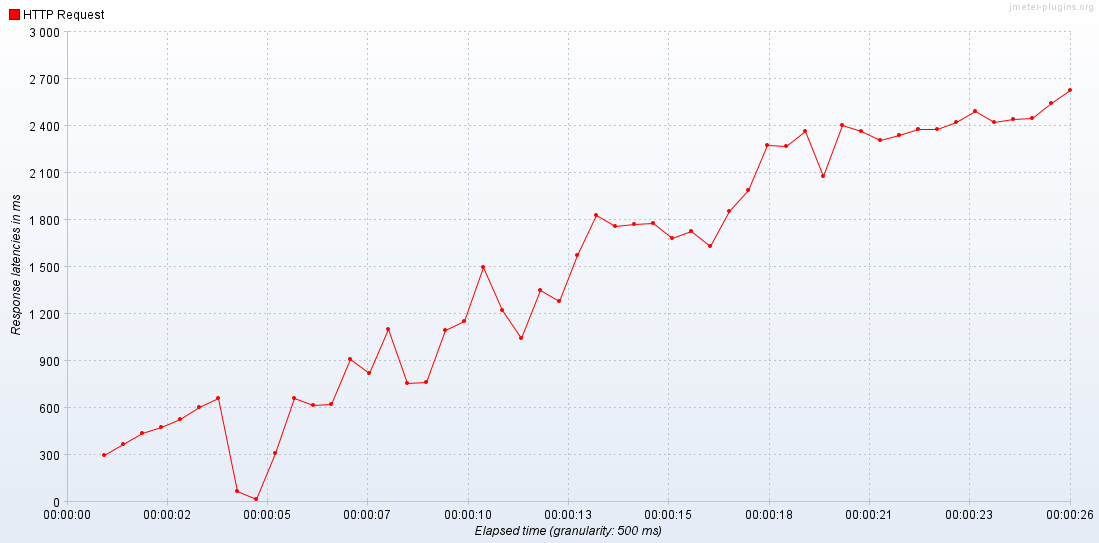 jmeter-plugins.org
HTTP Request
3 000
2 700
2 400
2 100
1 800
1 500
1 200
900
600
300
0
Response latencies in ms
00:00:00 00:00:02 00:00:05 00:00:07 00:00:10 00:00:13 00:00:15 00:00:18 00:00:21 00:00:23 00:00:26
Elapsed time (granularity: 500 ms)